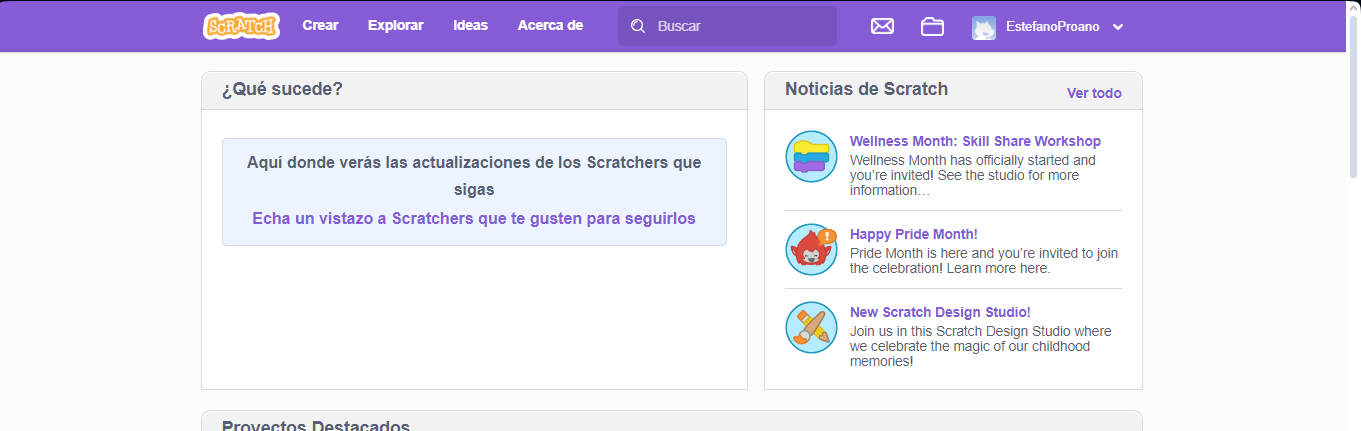 SCRATCH Crear Explorar Ideas Acerca de Buscar EstefanoProano
¿Qué sucede?
Aquí donde verás las actualizaciones de los Scratchers que
sigas
Echa un vistazo a Scratchers que te gusten para seguirlos
Noticias de Scratch Ver todo
Wellness Month: Skill Share Workshop
Wellness Month has officially started and
you're invited! See the studio for more
information…
Happy Pride Month!
Pride Month is here and you're invited to join
the celebration! Learn more here.
New Scratch Design Studio!
Join us in this Scratch Design Studio where
we celebrate the magic of our childhood
memories!
Proyectos Destacados